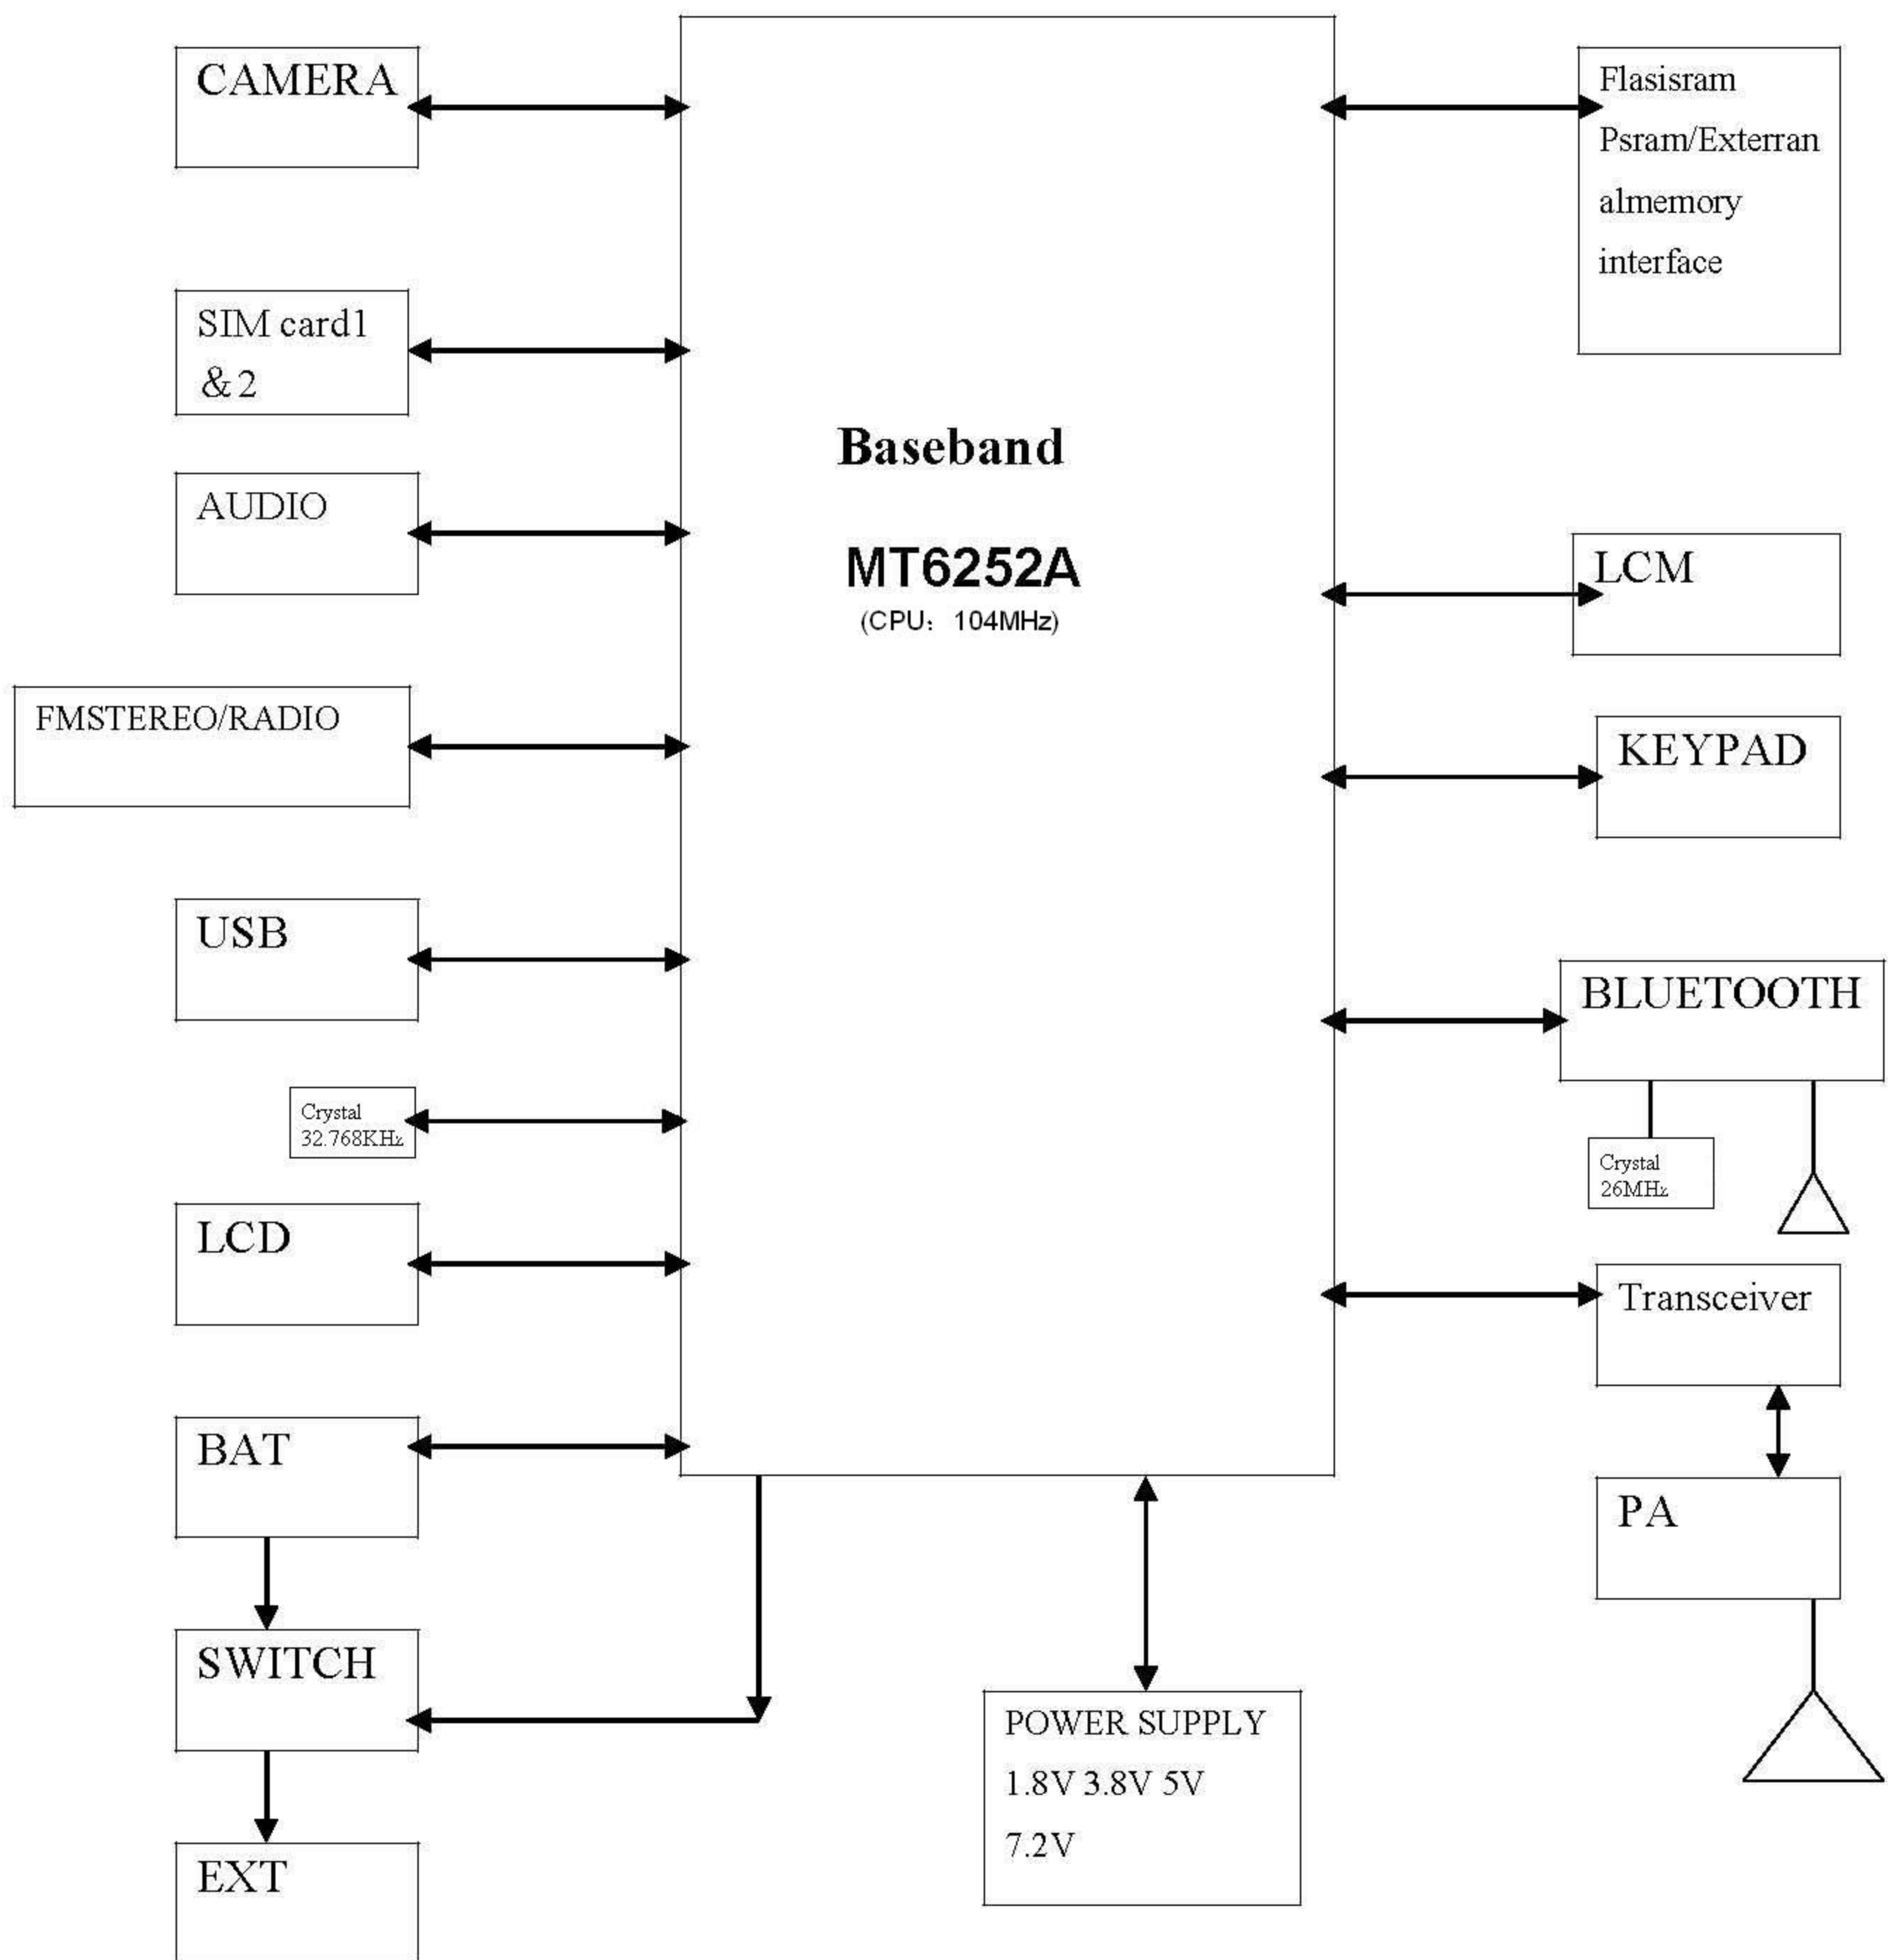 CAMERA
SIM card1
&2
AUDIO
FMSTEREO/RADIO
USB
Crystal
32.768KHz
LCD
BAT
SWITCH
EXT
Baseband
MT6252A
(CPU: 104MHz)
POWER SUPPLY
1.8V 3.8V 5V
7.2V
Flasisram
Psram/Exterran
almemory
interface
LCM
KEYPAD
BLUETOOTH
Crystal
26MHz
Transceiver
PA